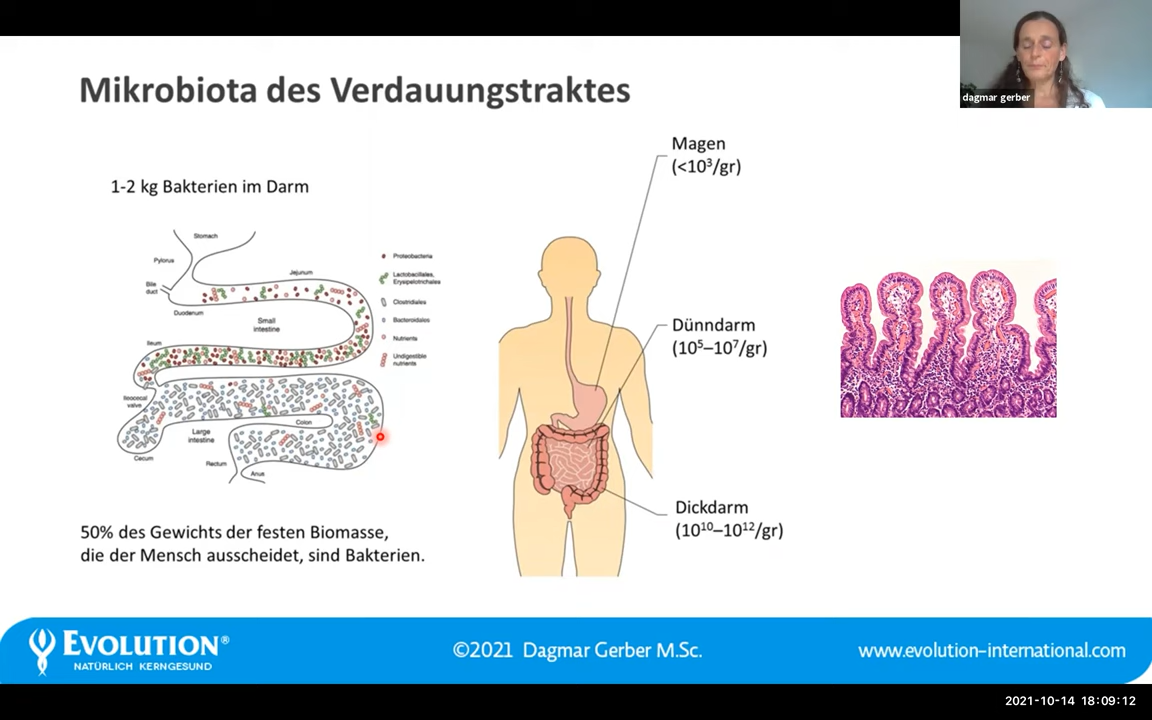 dagmar gerber
Mikrobiota des Verdauungstraktes
1-2 kg Bakterien im Darm
Stomach
Pylorus
Bile
duct
Duodenum
Jejunum
Small
intestine
Ileum
Ileocecal
valve
Cecum
Large
intestine
Colon
Rectum
Anus
Proteobacteria
Lactobacillales,
Erysipelotrichales
Clostridiales
Bacteroidales
Nutrients
Undigestible
nutrients
Magen
(<10³/gr)
Dünndarm
(10⁵–10⁷/gr)
Dickdarm
(10¹⁰–10¹²/gr)
50% des Gewichts der festen Biomasse,
die der Mensch ausscheidet, sind Bakterien.
EVOLUTION®
NATÜRLICH KERNGESUND
©2021 Dagmar Gerber M.Sc.
www.evolution-international.com
2021-10-14 18:09:12